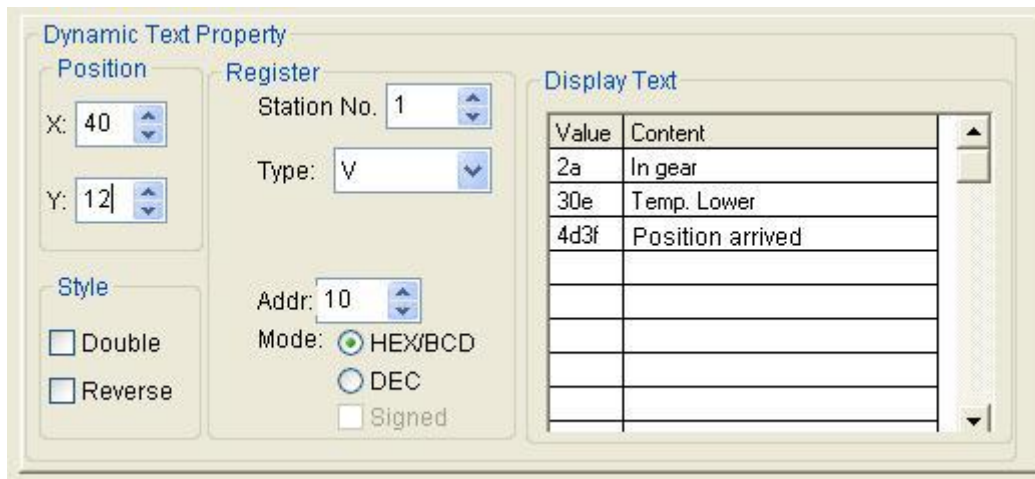 Dynamic Text Property
Position
X: 40
Y: 12
Style
Double
Reverse
Register
Station No. 1
Type: V
Addr: 10
Mode: HEX/BCD
DEC
Signed
Display Text
Value Content
2a In gear
30e Temp. Lower
4d3f Position arrived